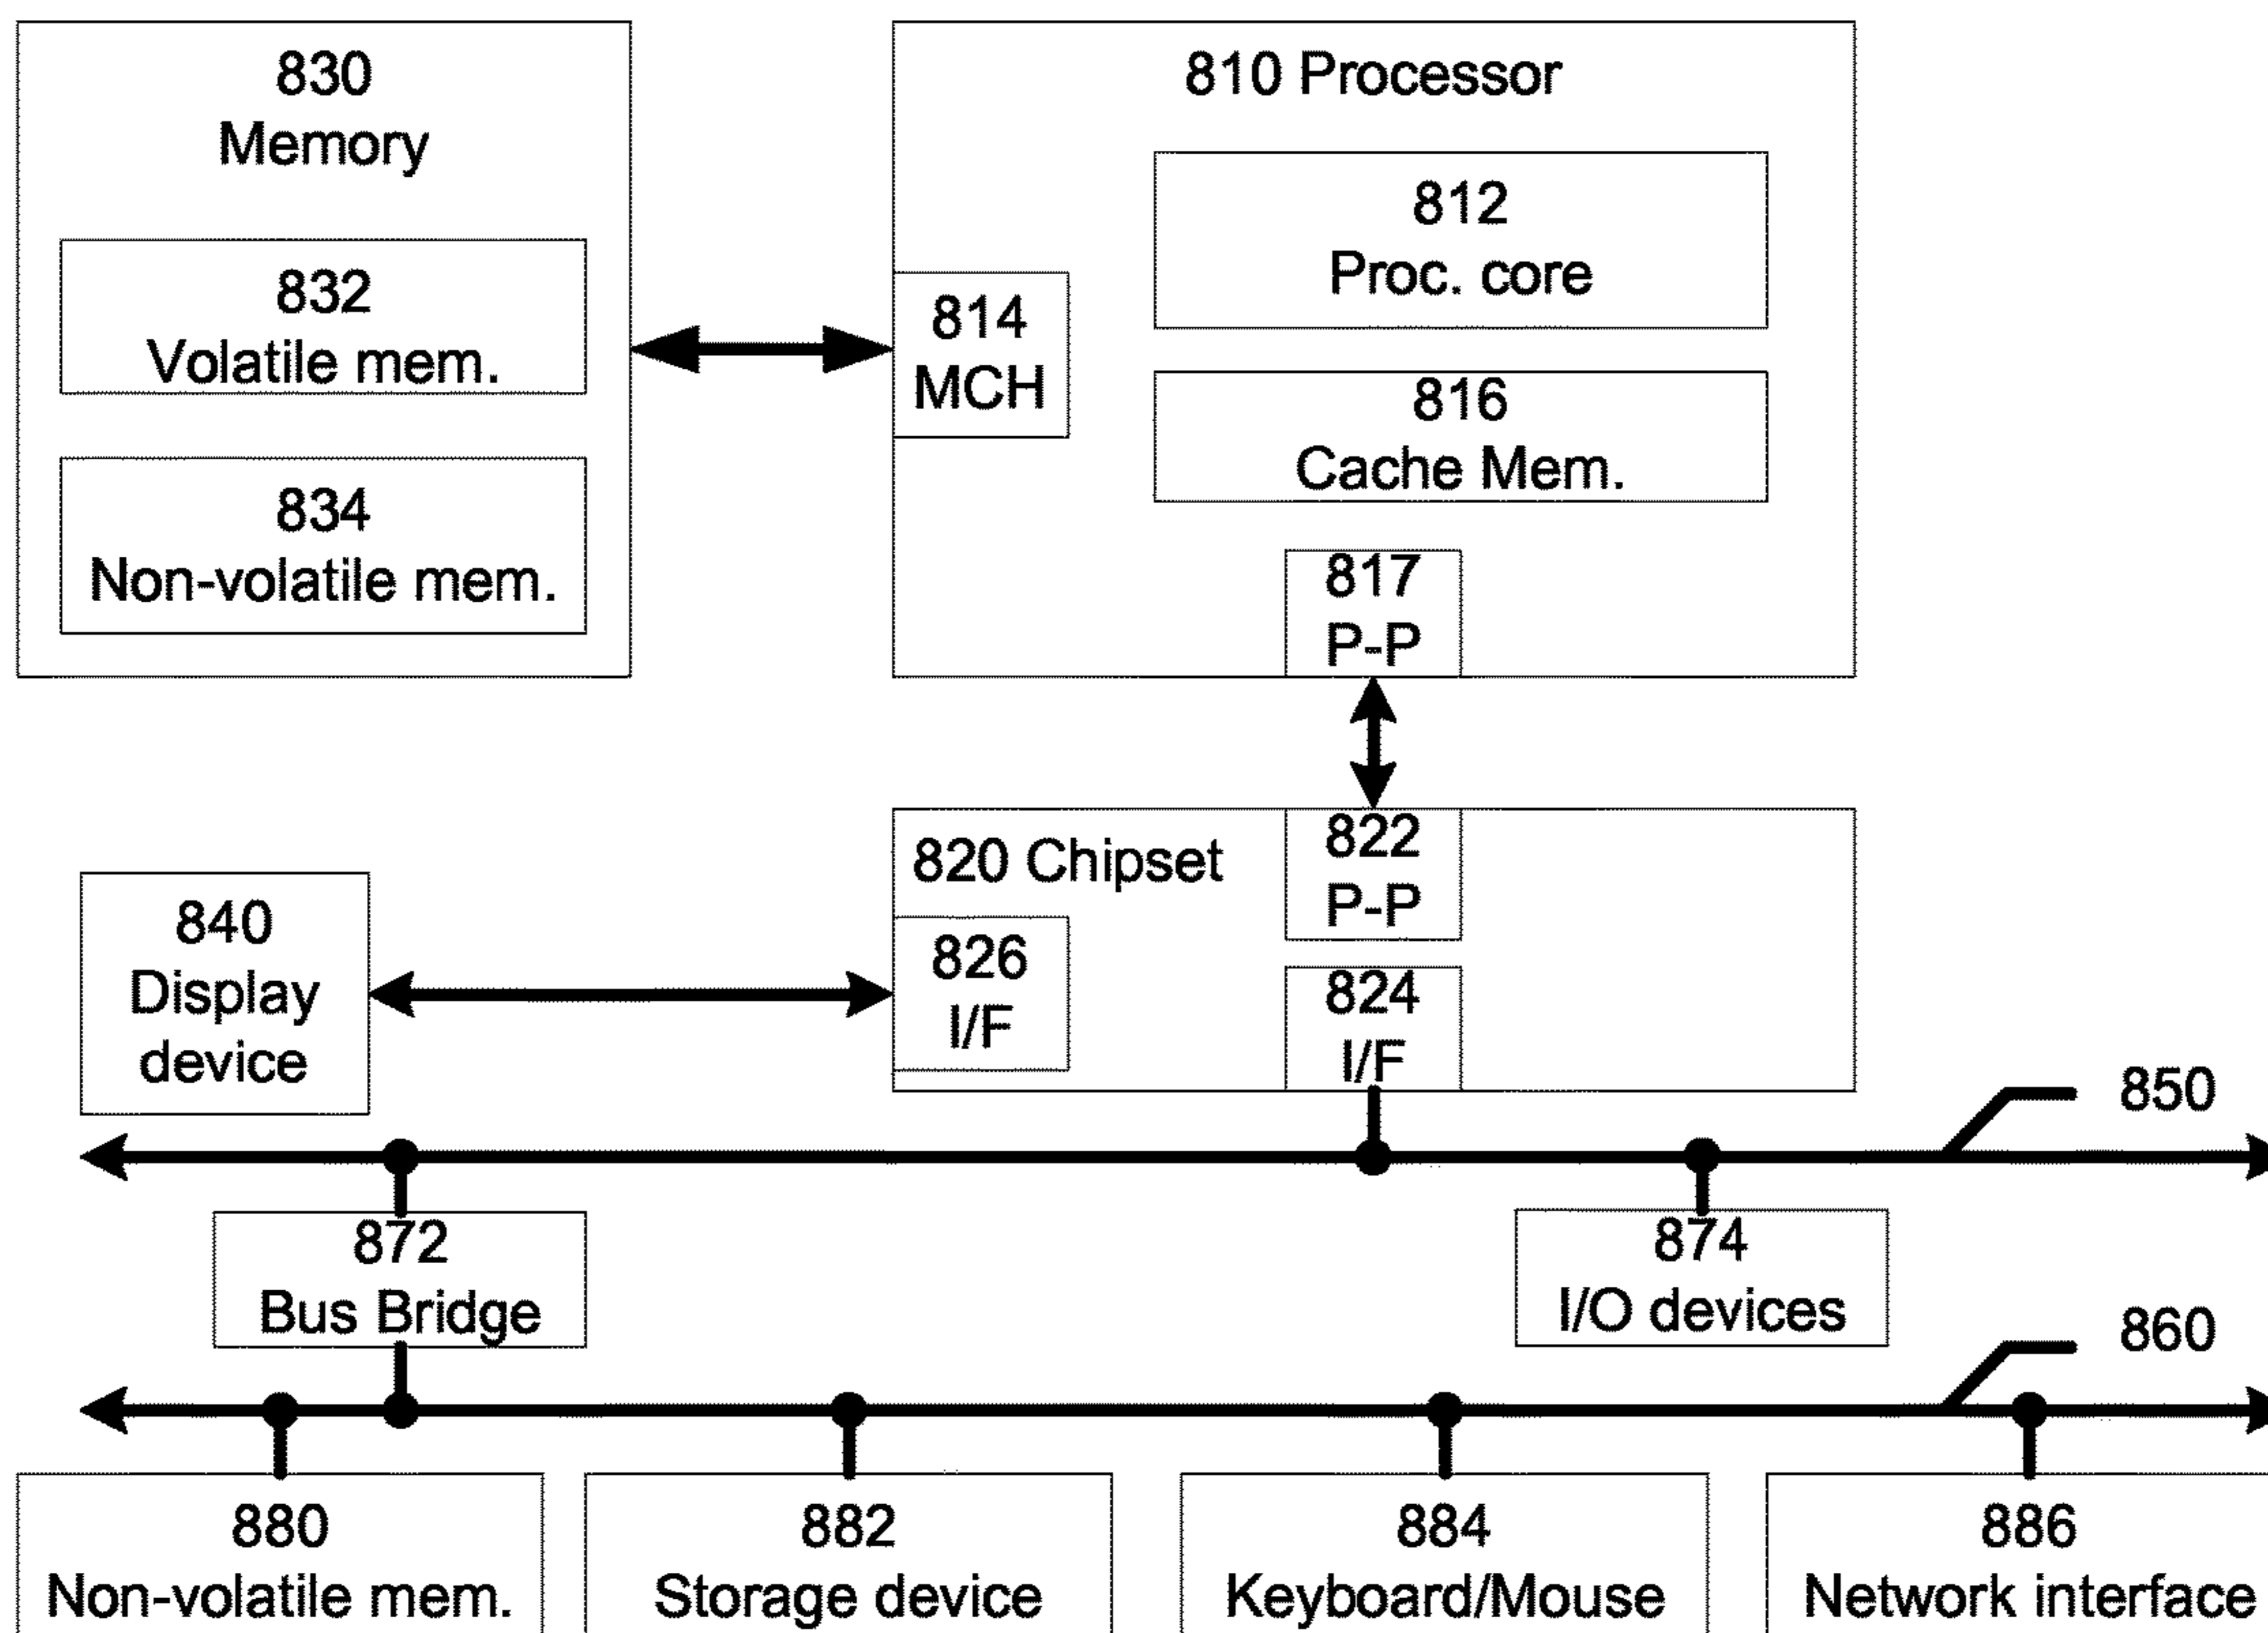 830
Memory
832
Volatile mem.
834
Non-volatile mem.
810 Processor
812
Proc. core
814
MCH
816
Cache Mem.
817
P-P
820 Chipset
822
P-P
826
I/F
824
I/F
840
Display
device
850
872
Bus Bridge
874
I/O devices
860
880
Non-volatile mem.
882
Storage device
884
Keyboard/Mouse
886
Network interface